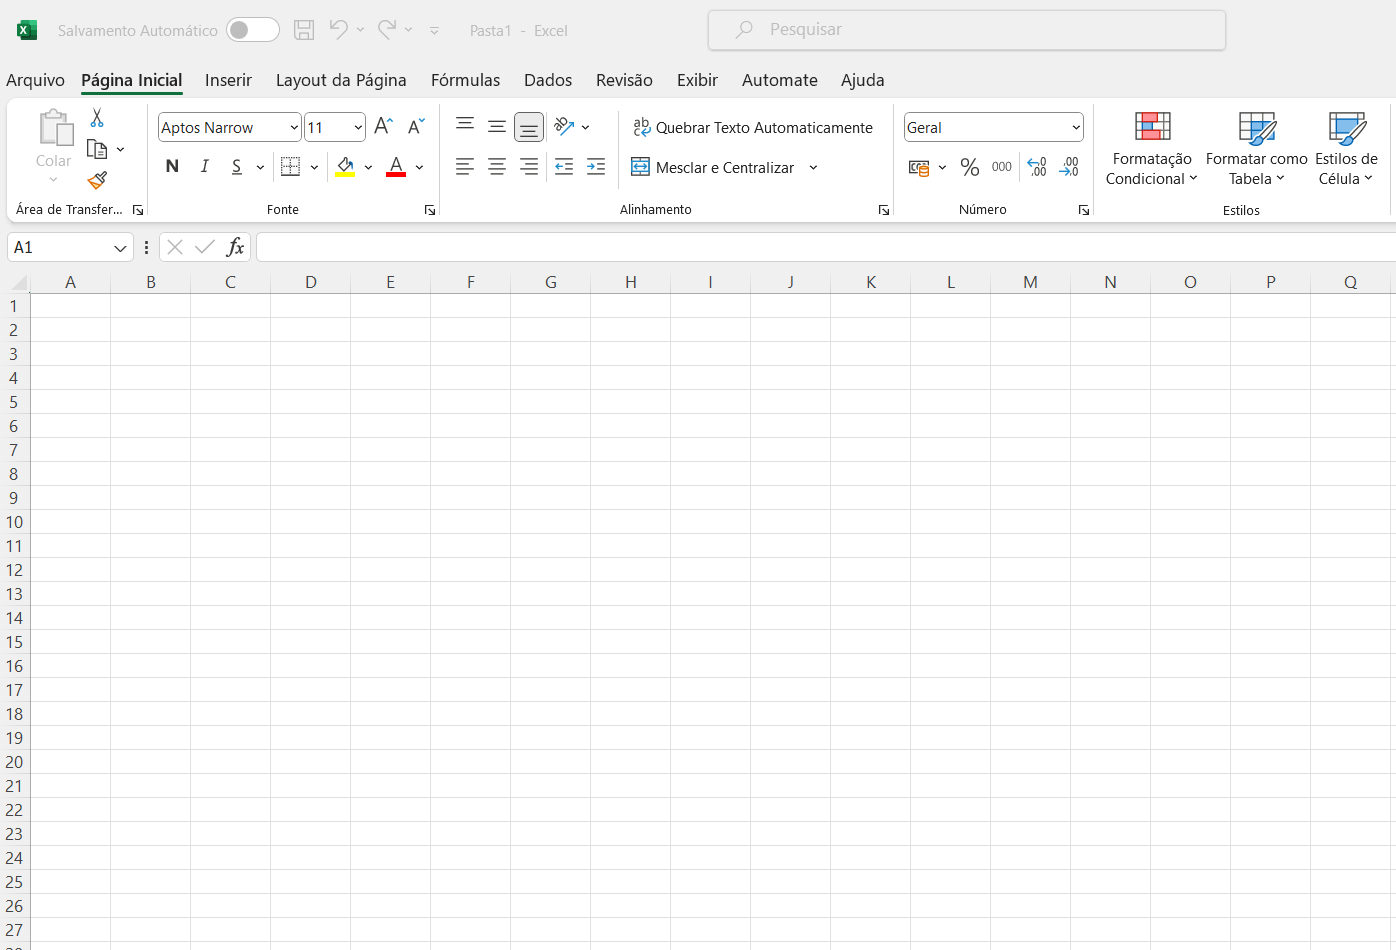 Salvamento Automático Pasta1 - Excel Pesquisar
Arquivo Página Inicial Inserir Layout da Página Fórmulas Dados Revisão Exibir Automate Ajuda
Colar
Aptos Narrow 11 A A
N I S A
ab Quebrar Texto Automaticamente
Mesclar e Centralizar
Geral
% 000 ,00 ,00
Formatação Condicional
Formatar como Tabela
Estilos de Célula
Área de Transfer... Fonte Alinhamento Número Estilos
A1 fx
A B C D E F G H I J K L M N O P Q
1
2
3
4
5
6
7
8
9
10
11
12
13
14
15
16
17
18
19
20
21
22
23
24
25
26
27